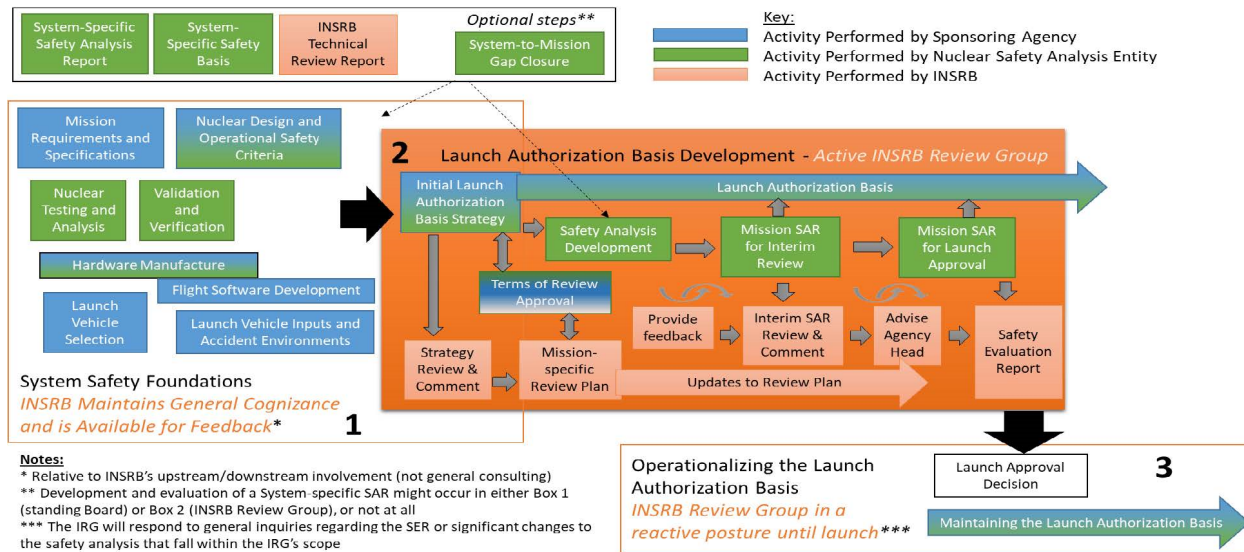 System-Specific
Safety Analysis
Report
System-
Specific Safety
Basis
INSRB
Technical
Review Report
Optional steps**
System-to-Mission
Gap Closure
Key:
Activity Performed by Sponsoring Agency
Activity Performed by Nuclear Safety Analysis Entity
Activity Performed by INSRB
Mission
Requirements and
Specifications
Nuclear Design and
Operational Safety
Criteria
Nuclear
Testing and
Analysis
Validation
and
Verification
Hardware Manufacture
Flight Software Development
Launch
Vehicle
Selection
Launch Vehicle Inputs and
Accident Environments
System Safety Foundations
INSRB Maintains General Cognizance
and is Available for Feedback*
1
2
Launch Authorization Basis Development - Active INSRB Review Group
Initial Launch
Authorization
Basis Strategy
Launch Authorization Basis
Safety Analysis
Development
Mission SAR
for Interim
Review
Mission SAR
for Launch
Approval
Terms of Review
Approval
Provide
feedback
Interim SAR
Review &
Comment
Advise
Agency
Head
Safety
Evaluation
Report
Strategy
Review &
Comment
Mission-
specific
Review Plan
Updates to Review Plan
Notes:
* Relative to INSRB's upstream/downstream involvement (not general consulting)
** Development and evaluation of a System-specific SAR might occur in either Box 1
(standing Board) or Box 2 (INSRB Review Group), or not at all
*** The IRG will respond to general inquiries regarding the SER or significant changes to
the safety analysis that fall within the IRG's scope
Operationalizing the Launch
Authorization Basis
INSRB Review Group in a
reactive posture until launch***
Launch Approval
Decision
3
Maintaining the Launch Authorization Basis